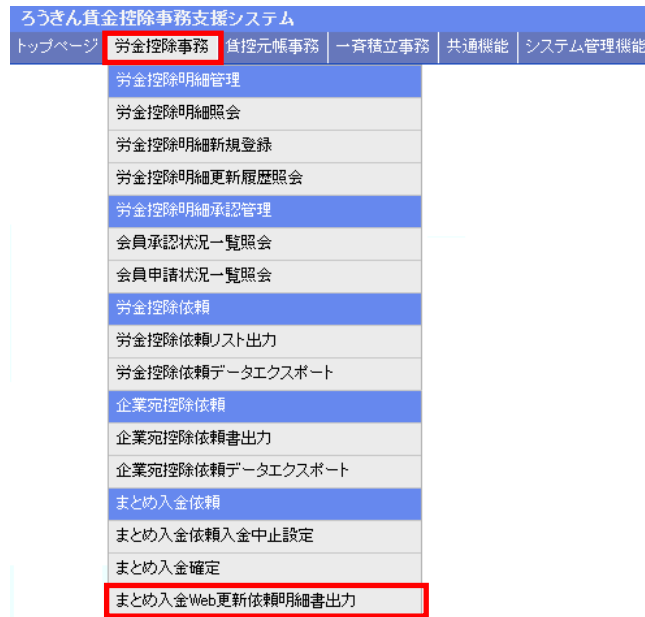 ろうきん賃金控除事務支援システム
トップページ 労金控除事務 賃控元帳事務 一斉積立事務 共通機能 システム管理機能
労金控除明細管理
労金控除明細照会
労金控除明細新規登録
労金控除明細更新履歴照会
労金控除明細承認管理
会員承認状況一覧照会
会員申請状況一覧照会
労金控除依頼
労金控除依頼リスト出力
労金控除依頼データエクスポート
企業宛控除依頼
企業宛控除依頼書出力
企業宛控除依頼データエクスポート
まとめ入金依頼
まとめ入金依頼入金中止設定
まとめ入金確定
まとめ入金Web更新依頼明細書出力